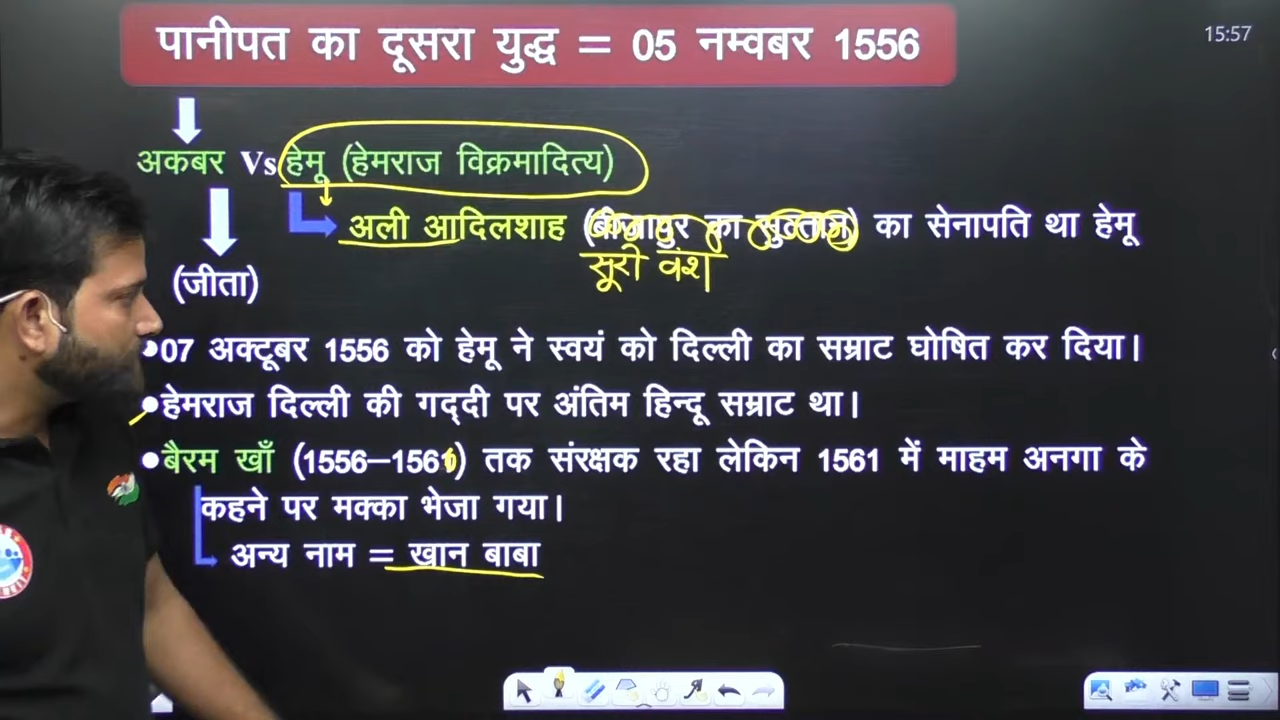 पानीपत का दूसरा युद्ध = 05 नम्वबर 1556
15:57
अकबर Vs हेमू (हेमराज विक्रमादित्य)
अली आदिलशाह (बीजापुर का सुल्तान) का सेनापति था हेमू
सूरी वंश
(जीता)
•07 अक्टूबर 1556 को हेमू ने स्वयं को दिल्ली का सम्राट घोषित कर दिया।
•हेमराज दिल्ली की गद्दी पर अंतिम हिन्दू सम्राट था।
•बैरम खाँ (1556–1560) तक संरक्षक रहा लेकिन 1561 में माहम अनगा के
कहने पर मक्का भेजा गया।
अन्य नाम = खान बाबा